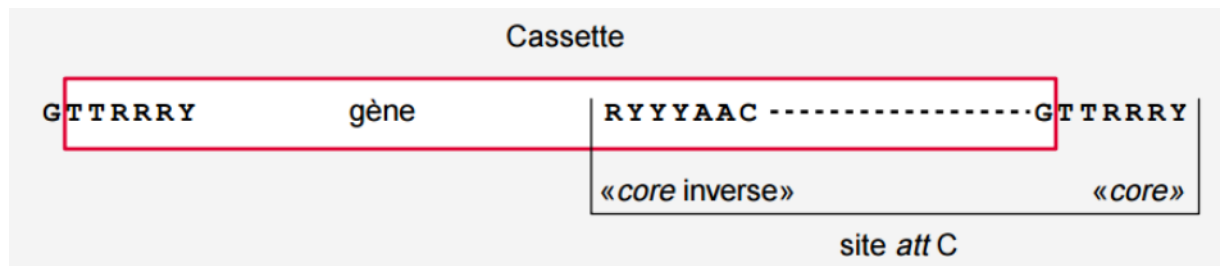 Cassette
GTTRRRY gène RYYYAAC -------------------GTTRRRY
«core inverse» «core»
site att C